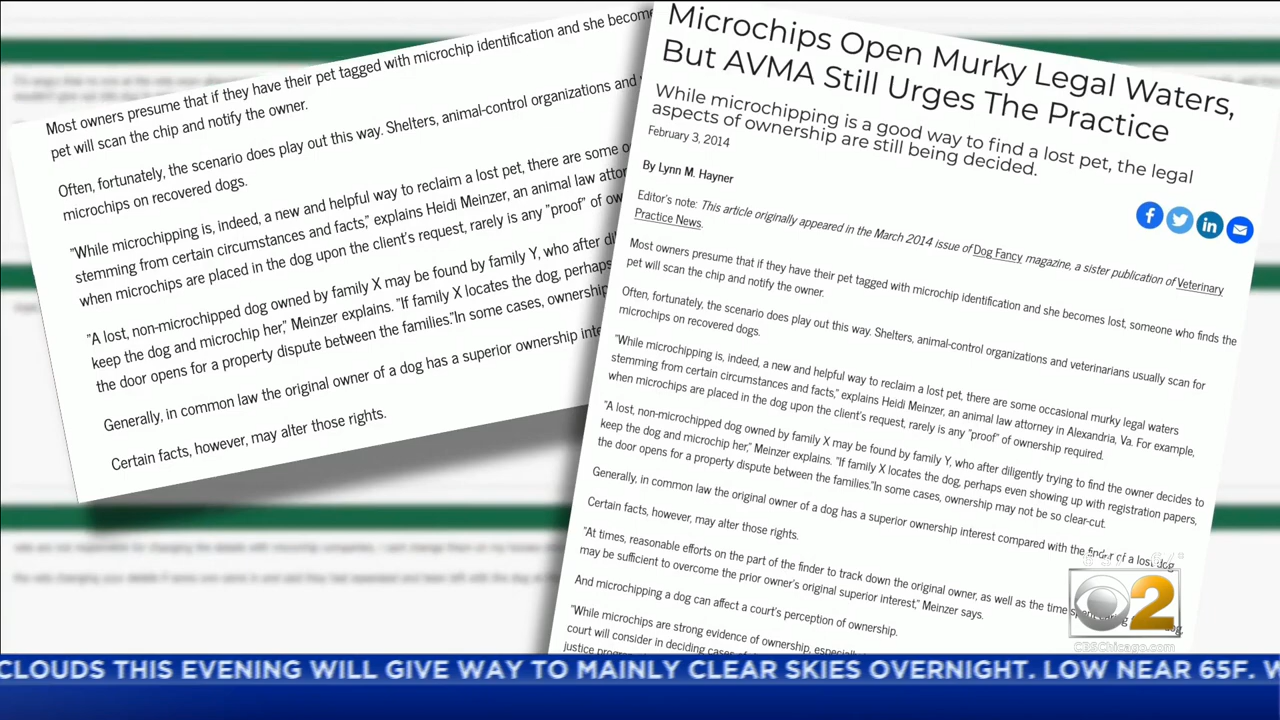 Most owners presume that if they have their pet tagged with microchip identification and she become
pet will scan the chip and notify the owner.
Often, fortunately, the scenario does play out this way. Shelters, animal-control organizations and
microchips on recovered dogs.
"While microchipping is, indeed, a new and helpful way to reclaim a lost pet, there are some o
stemming from certain circumstances and facts," explains Heidi Meinzer, an animal law attor
when microchips are placed in the dog upon the client's request, rarely is any "proof" of ow
"A lost, non-microchipped dog owned by family X may be found by family Y, who after dil
keep the dog and microchip her," Meinzer explains. "If family X locates the dog, perhaps
the door opens for a property dispute between the families."In some cases, ownership
Generally, in common law the original owner of a dog has a superior ownership inte
Certain facts, however, may alter those rights.
Microchips Open Murky Legal Waters,
But AVMA Still Urges The Practice
While microchipping is a good way to find a lost pet, the legal
aspects of ownership are still being decided.
February 3, 2014
By Lynn M. Hayner
Editor's note: This article originally appeared in the March 2014 issue of Dog Fancy magazine, a sister publication of Veterinary
Practice News.
Most owners presume that if they have their pet tagged with microchip identification and she becomes lost, someone who finds the
pet will scan the chip and notify the owner.
Often, fortunately, the scenario does play out this way. Shelters, animal-control organizations and veterinarians usually scan for
microchips on recovered dogs.
"While microchipping is, indeed, a new and helpful way to reclaim a lost pet, there are some occasional murky legal waters
stemming from certain circumstances and facts," explains Heidi Meinzer, an animal law attorney in Alexandria, Va. For example,
when microchips are placed in the dog upon the client's request, rarely is any "proof" of ownership required.
"A lost, non-microchipped dog owned by family X may be found by family Y, who after diligently trying to find the owner decides to
keep the dog and microchip her," Meinzer explains. "If family X locates the dog, perhaps even showing up with registration papers,
the door opens for a property dispute between the families."In some cases, ownership may not be so clear-cut.
Generally, in common law the original owner of a dog has a superior ownership interest compared with the finder of a lost dog.
Certain facts, however, may alter those rights.
"At times, reasonable efforts on the part of the finder to track down the original owner, as well as the time
may be sufficient to overcome the prior owner's original superior interest," Meinzer says.
And microchipping a dog can affect a court's perception of ownership.
"While microchips are strong evidence of ownership, especially
court will consider in deciding cases
justice
2
CBSChicago.com
CLOUDS THIS EVENING WILL GIVE WAY TO MAINLY CLEAR SKIES OVERNIGHT. LOW NEAR 65F. W